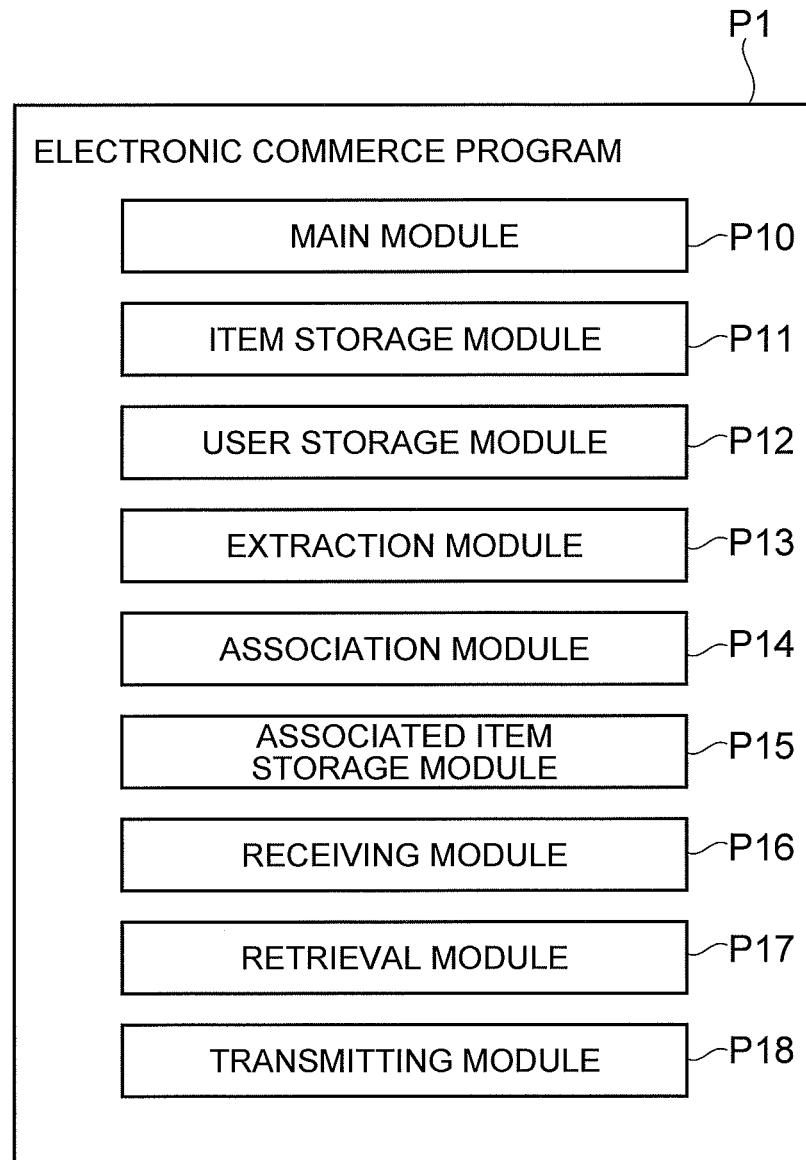 P1
ELECTRONIC COMMERCE PROGRAM
MAIN MODULE P10
ITEM STORAGE MODULE P11
USER STORAGE MODULE P12
EXTRACTION MODULE P13
ASSOCIATION MODULE P14
ASSOCIATED ITEM
STORAGE MODULE P15
RECEIVING MODULE P16
RETRIEVAL MODULE P17
TRANSMITTING MODULE P18